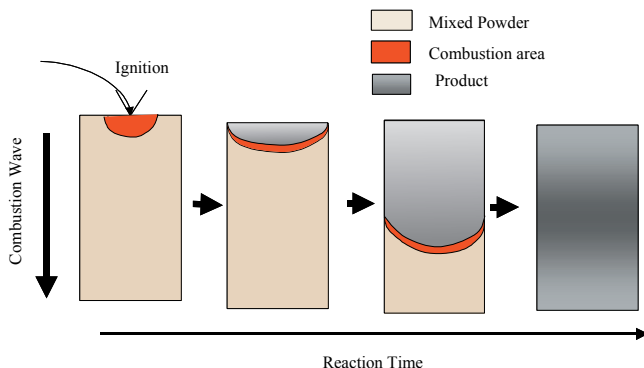 Mixed Powder
Ignition
Combustion area
Product
Combustion Wave
Reaction Time